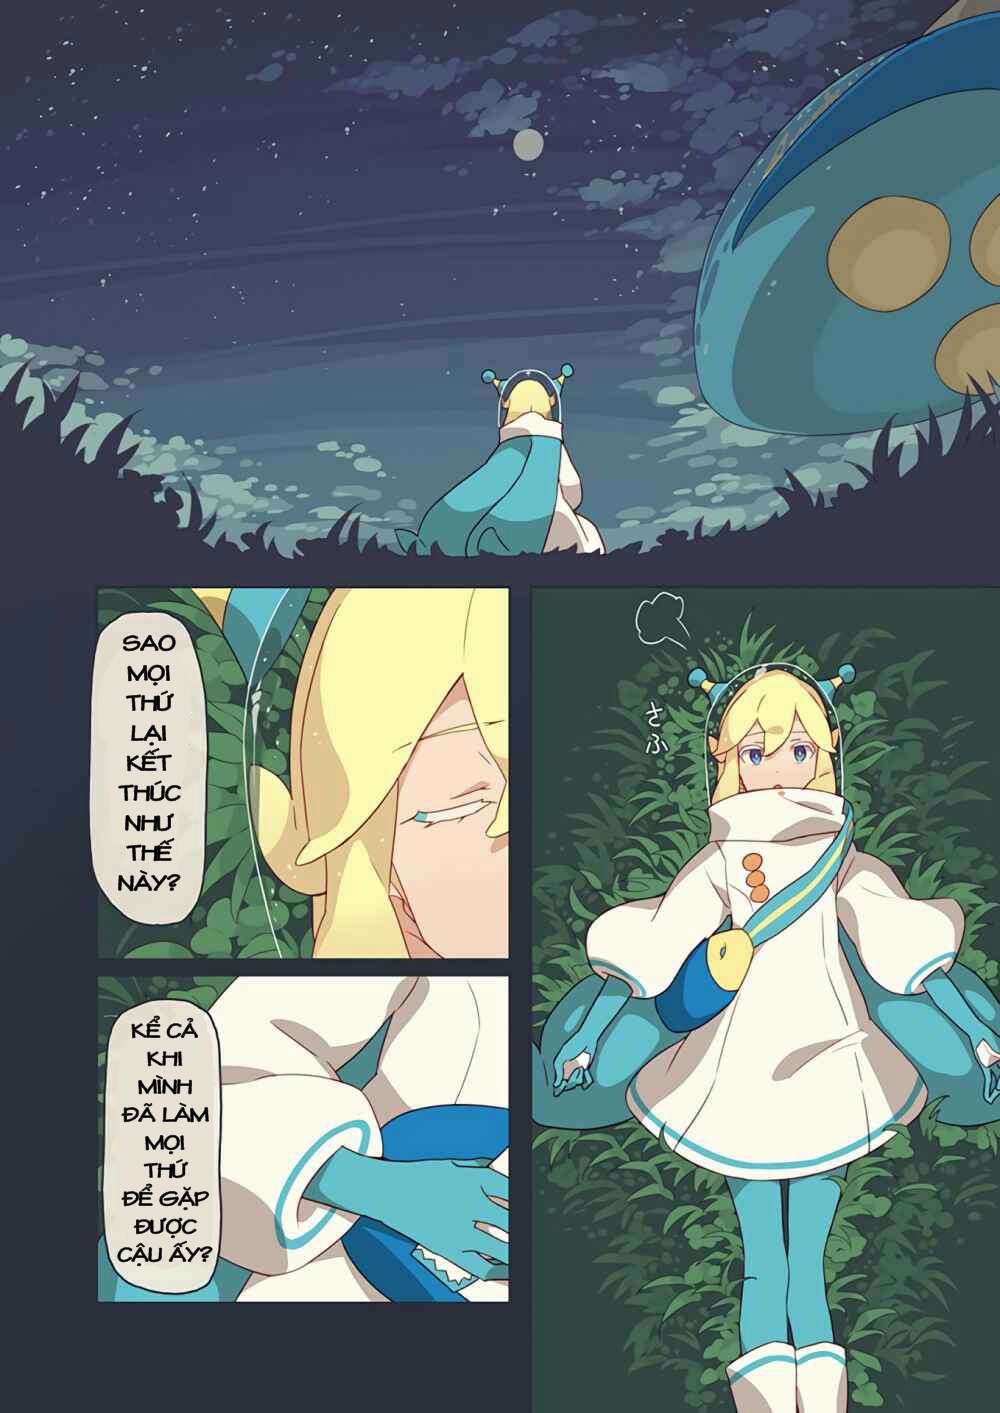 さふ
SAO
MỌI
THỨ
LẠI
KẾT
THÚC
NHƯ
THẾ
NÀY?
KỂ CẢ
KHI
MÌNH
ĐÃ LÀM
MỌI
THỨ
ĐỂ GẶP
ĐƯỢC
CẬU ẤY?